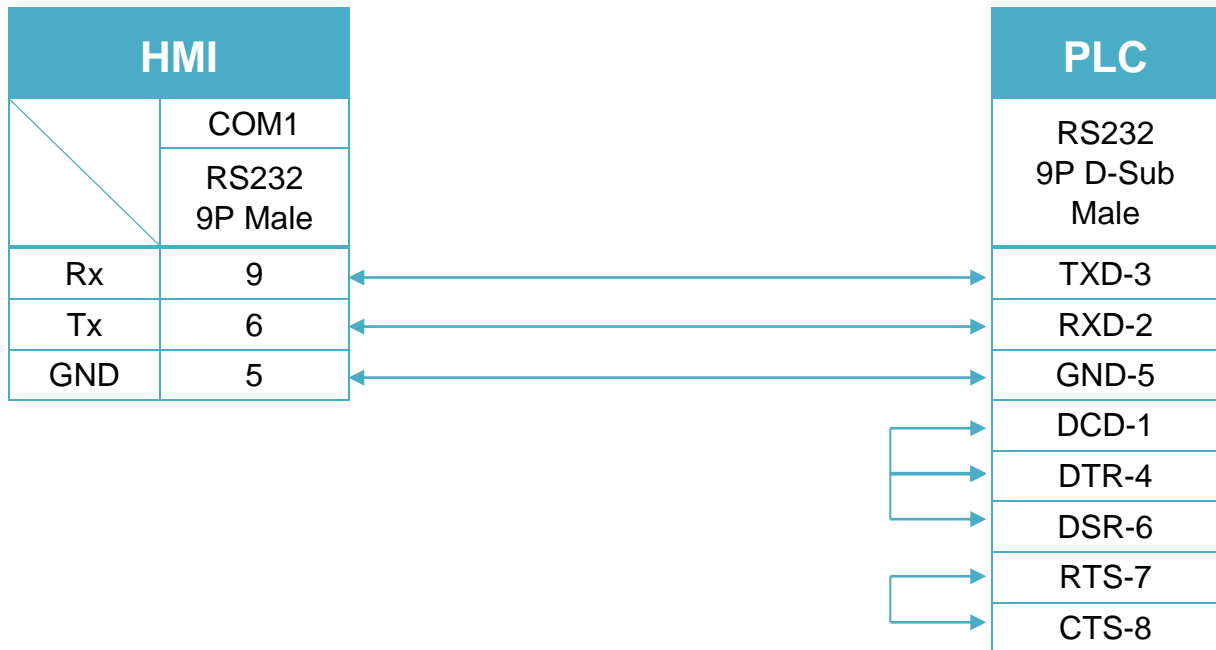 HMI
PLC
COM1
RS232
9P Male
RS232
9P D-Sub
Male
Rx 9 TXD-3
Tx 6 RXD-2
GND 5 GND-5
DCD-1
DTR-4
DSR-6
RTS-7
CTS-8